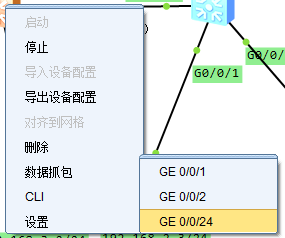 启动
停止
导入设备配置
导出设备配置
对齐到网格
删除
数据抓包
CLI
设置
G0/0/1
G0/0/
GE 0/0/1
GE 0/0/2
GE 0/0/24